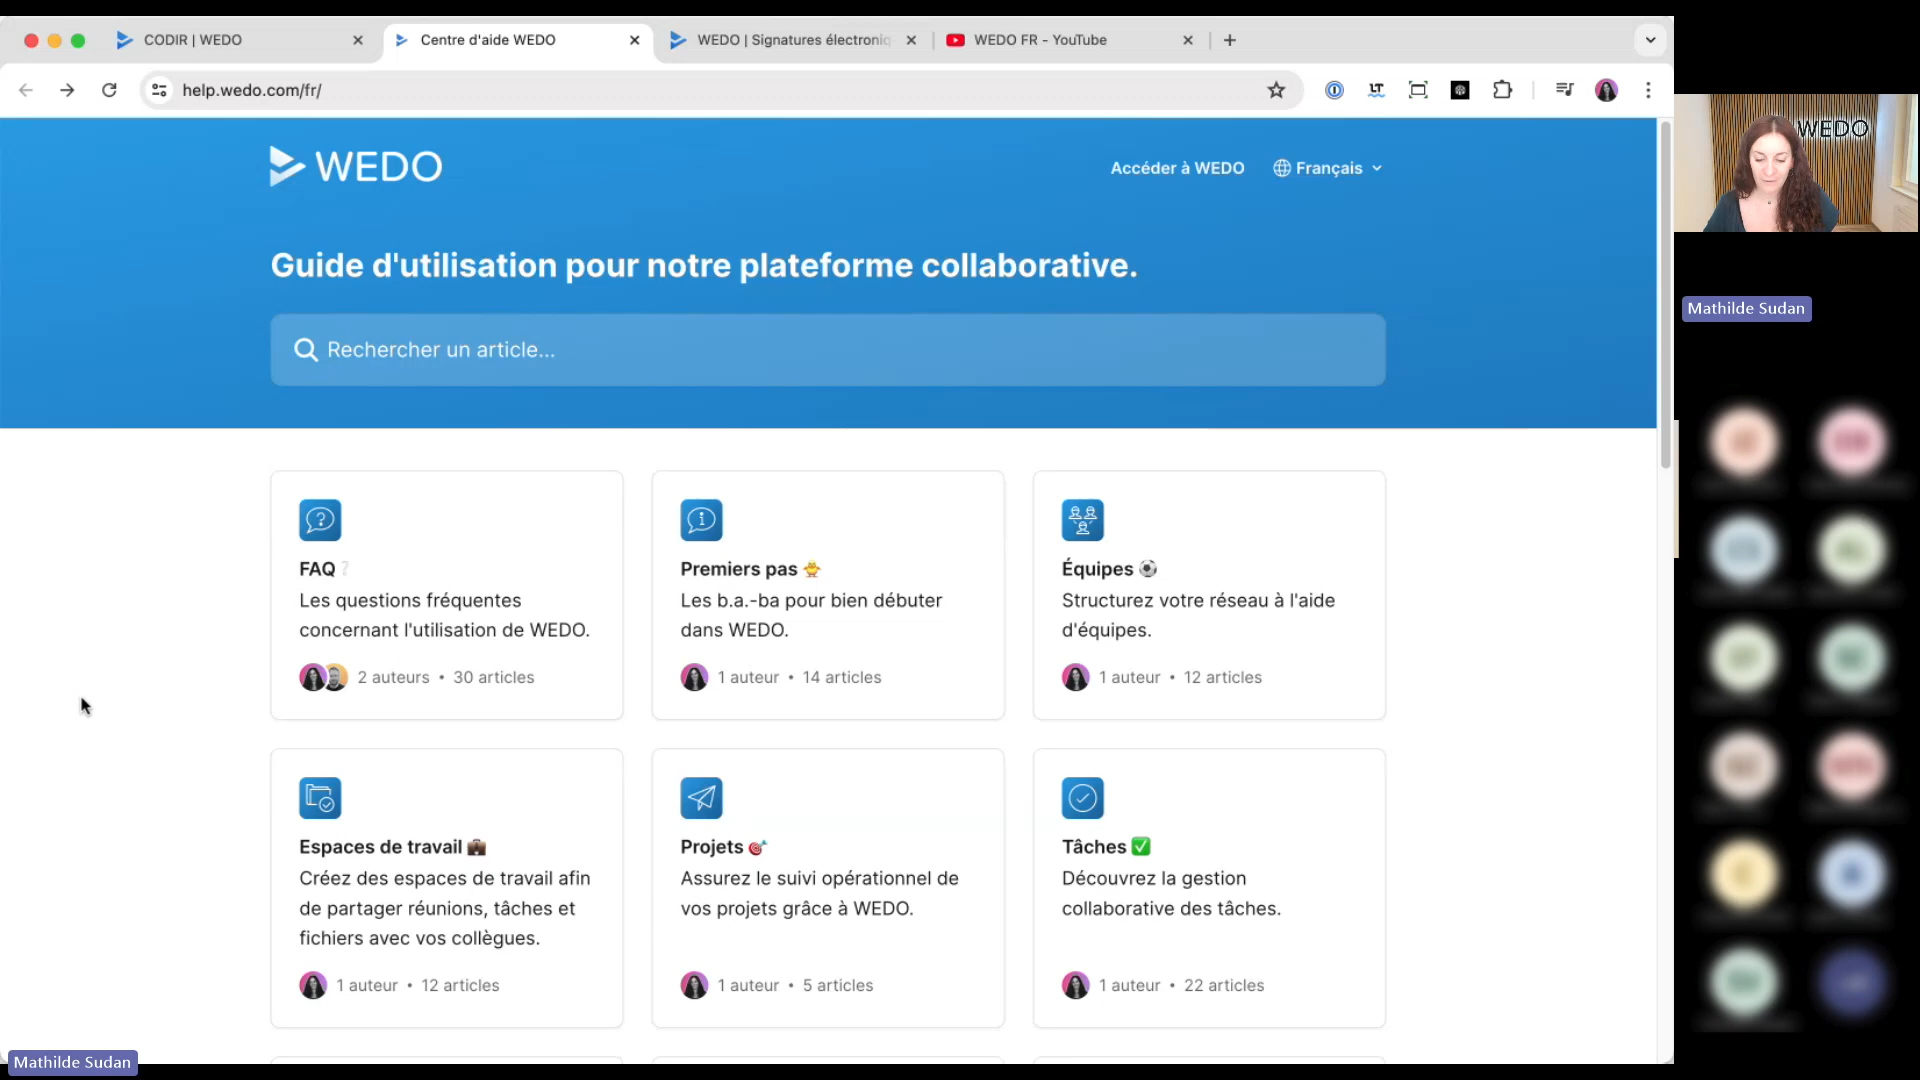 CODIR | WEDO
Centre d'aide WEDO
WEDO | Signatures électroniq
WEDO FR - YouTube
help.wedo.com/fr/
WEDO
Accéder à WEDO
Français
Guide d'utilisation pour notre plateforme collaborative.
Rechercher un article...
FAQ ❔
Les questions fréquentes
concernant l'utilisation de WEDO.
2 auteurs • 30 articles
Premiers pas 🐥
Les b.a.-ba pour bien débuter
dans WEDO.
1 auteur • 14 articles
Équipes ⚽
Structurez votre réseau à l'aide
d'équipes.
1 auteur • 12 articles
Espaces de travail 💼
Créez des espaces de travail afin
de partager réunions, tâches et
fichiers avec vos collègues.
1 auteur • 12 articles
Projets 🎯
Assurez le suivi opérationnel de
vos projets grâce à WEDO.
1 auteur • 5 articles
Tâches ✅
Découvrez la gestion
collaborative des tâches.
1 auteur • 22 articles
Mathilde Sudan
WEDO
Mathilde Sudan